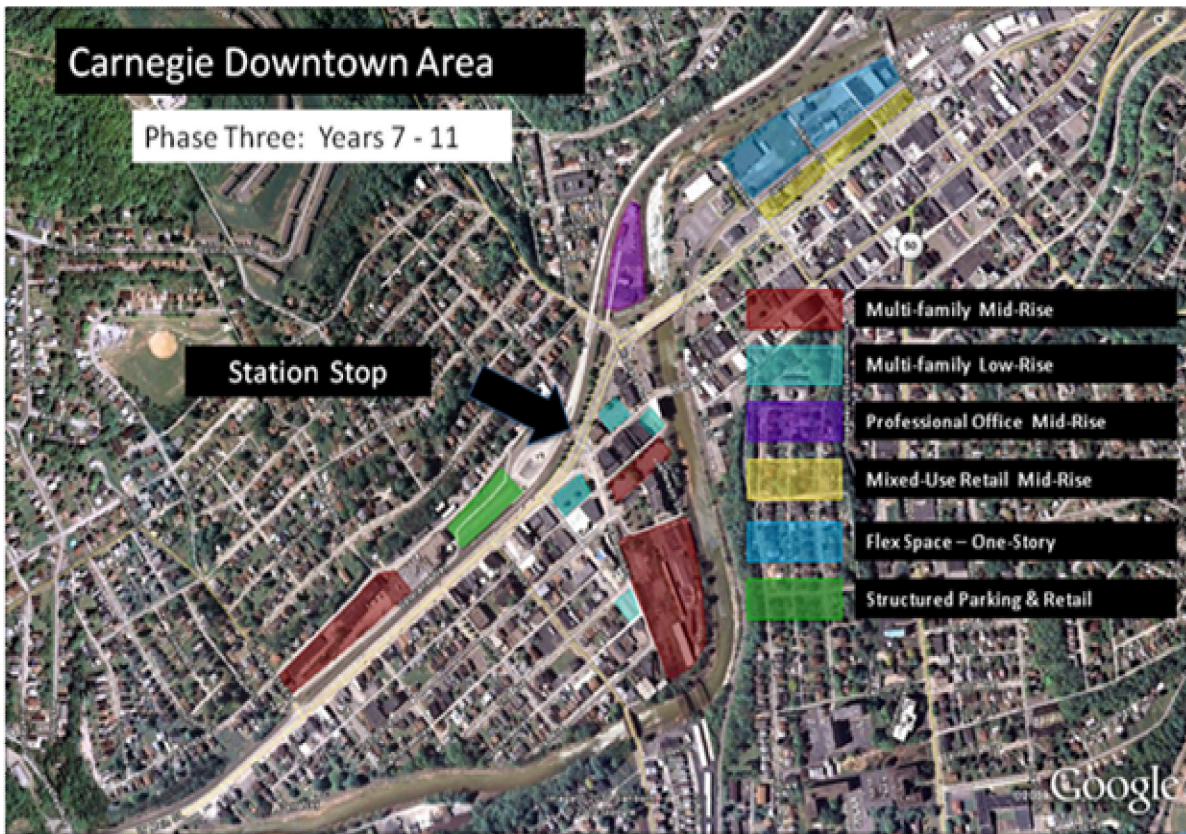 Carnegie Downtown Area
Phase Three: Years 7 - 11
50
Station Stop
Multi-family Mid-Rise
Multi-family Low-Rise
Professional Office Mid-Rise
Mixed-Use Retail Mid-Rise
Flex Space – One-Story
Structured Parking & Retail
Google